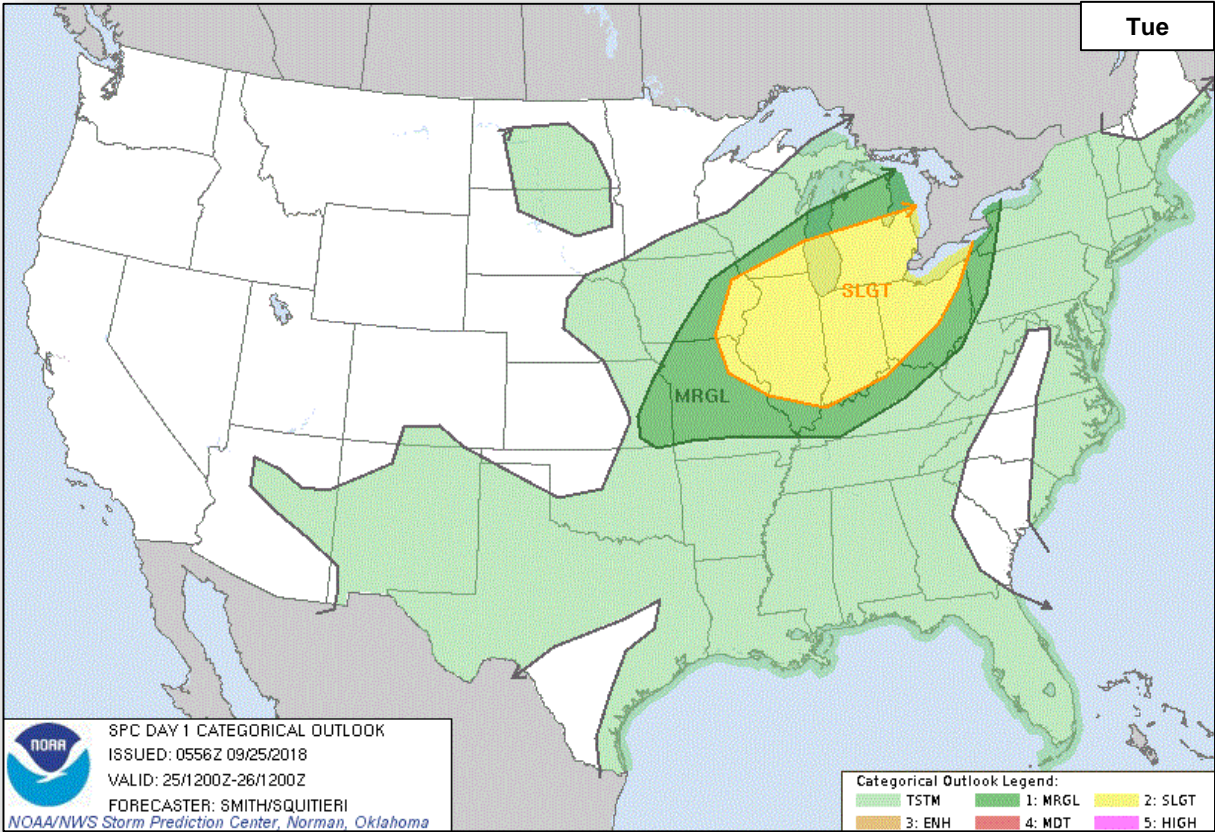 Tue
SLGT
MRGL
NOAA
SPC DAY 1 CATEGORICAL OUTLOOK
ISSUED: 0556Z 09/25/2018
VALID: 25/1200Z-26/1200Z
FORECASTER: SMITH/SQUITIERI
NOAA/NWS Storm Prediction Center, Norman, Oklahoma
Categorical Outlook Legend:
TSTM 1: MRGL 2: SLGT
3: ENH 4: MDT 5: HIGH